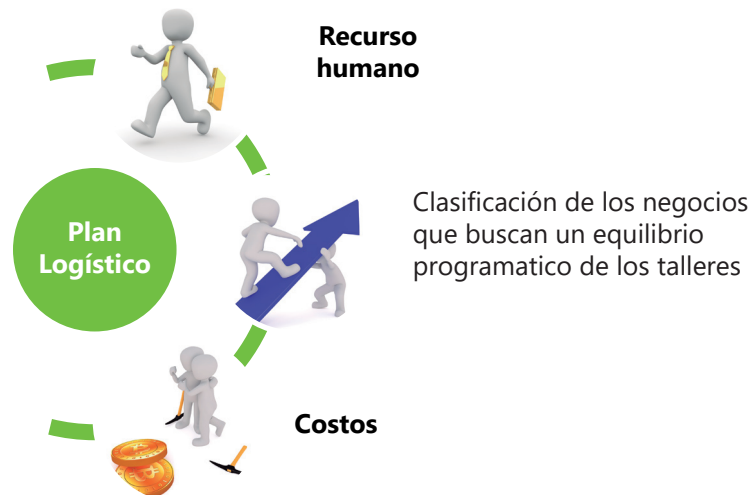 Recurso
humano
Plan
Logístico
Clasificación de los negocios
que buscan un equilibrio
programatico de los talleres
Costos